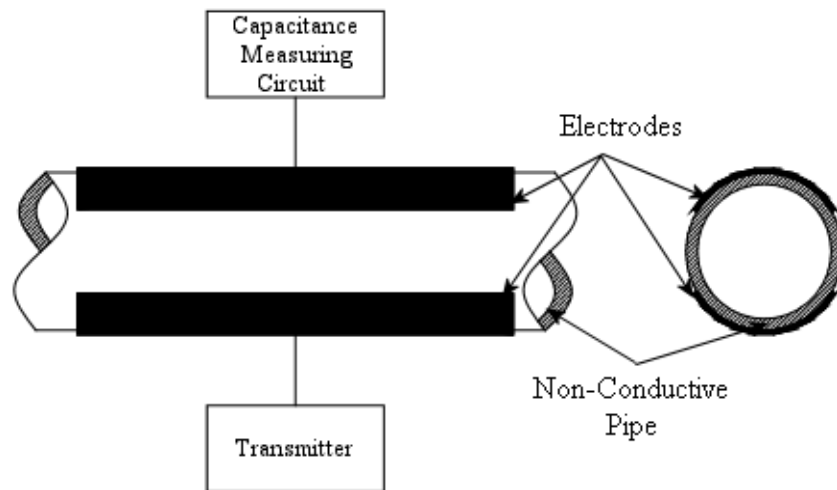 Capacitance
Measuring
Circuit
Electrodes
Non-Conductive
Pipe
Transmitter